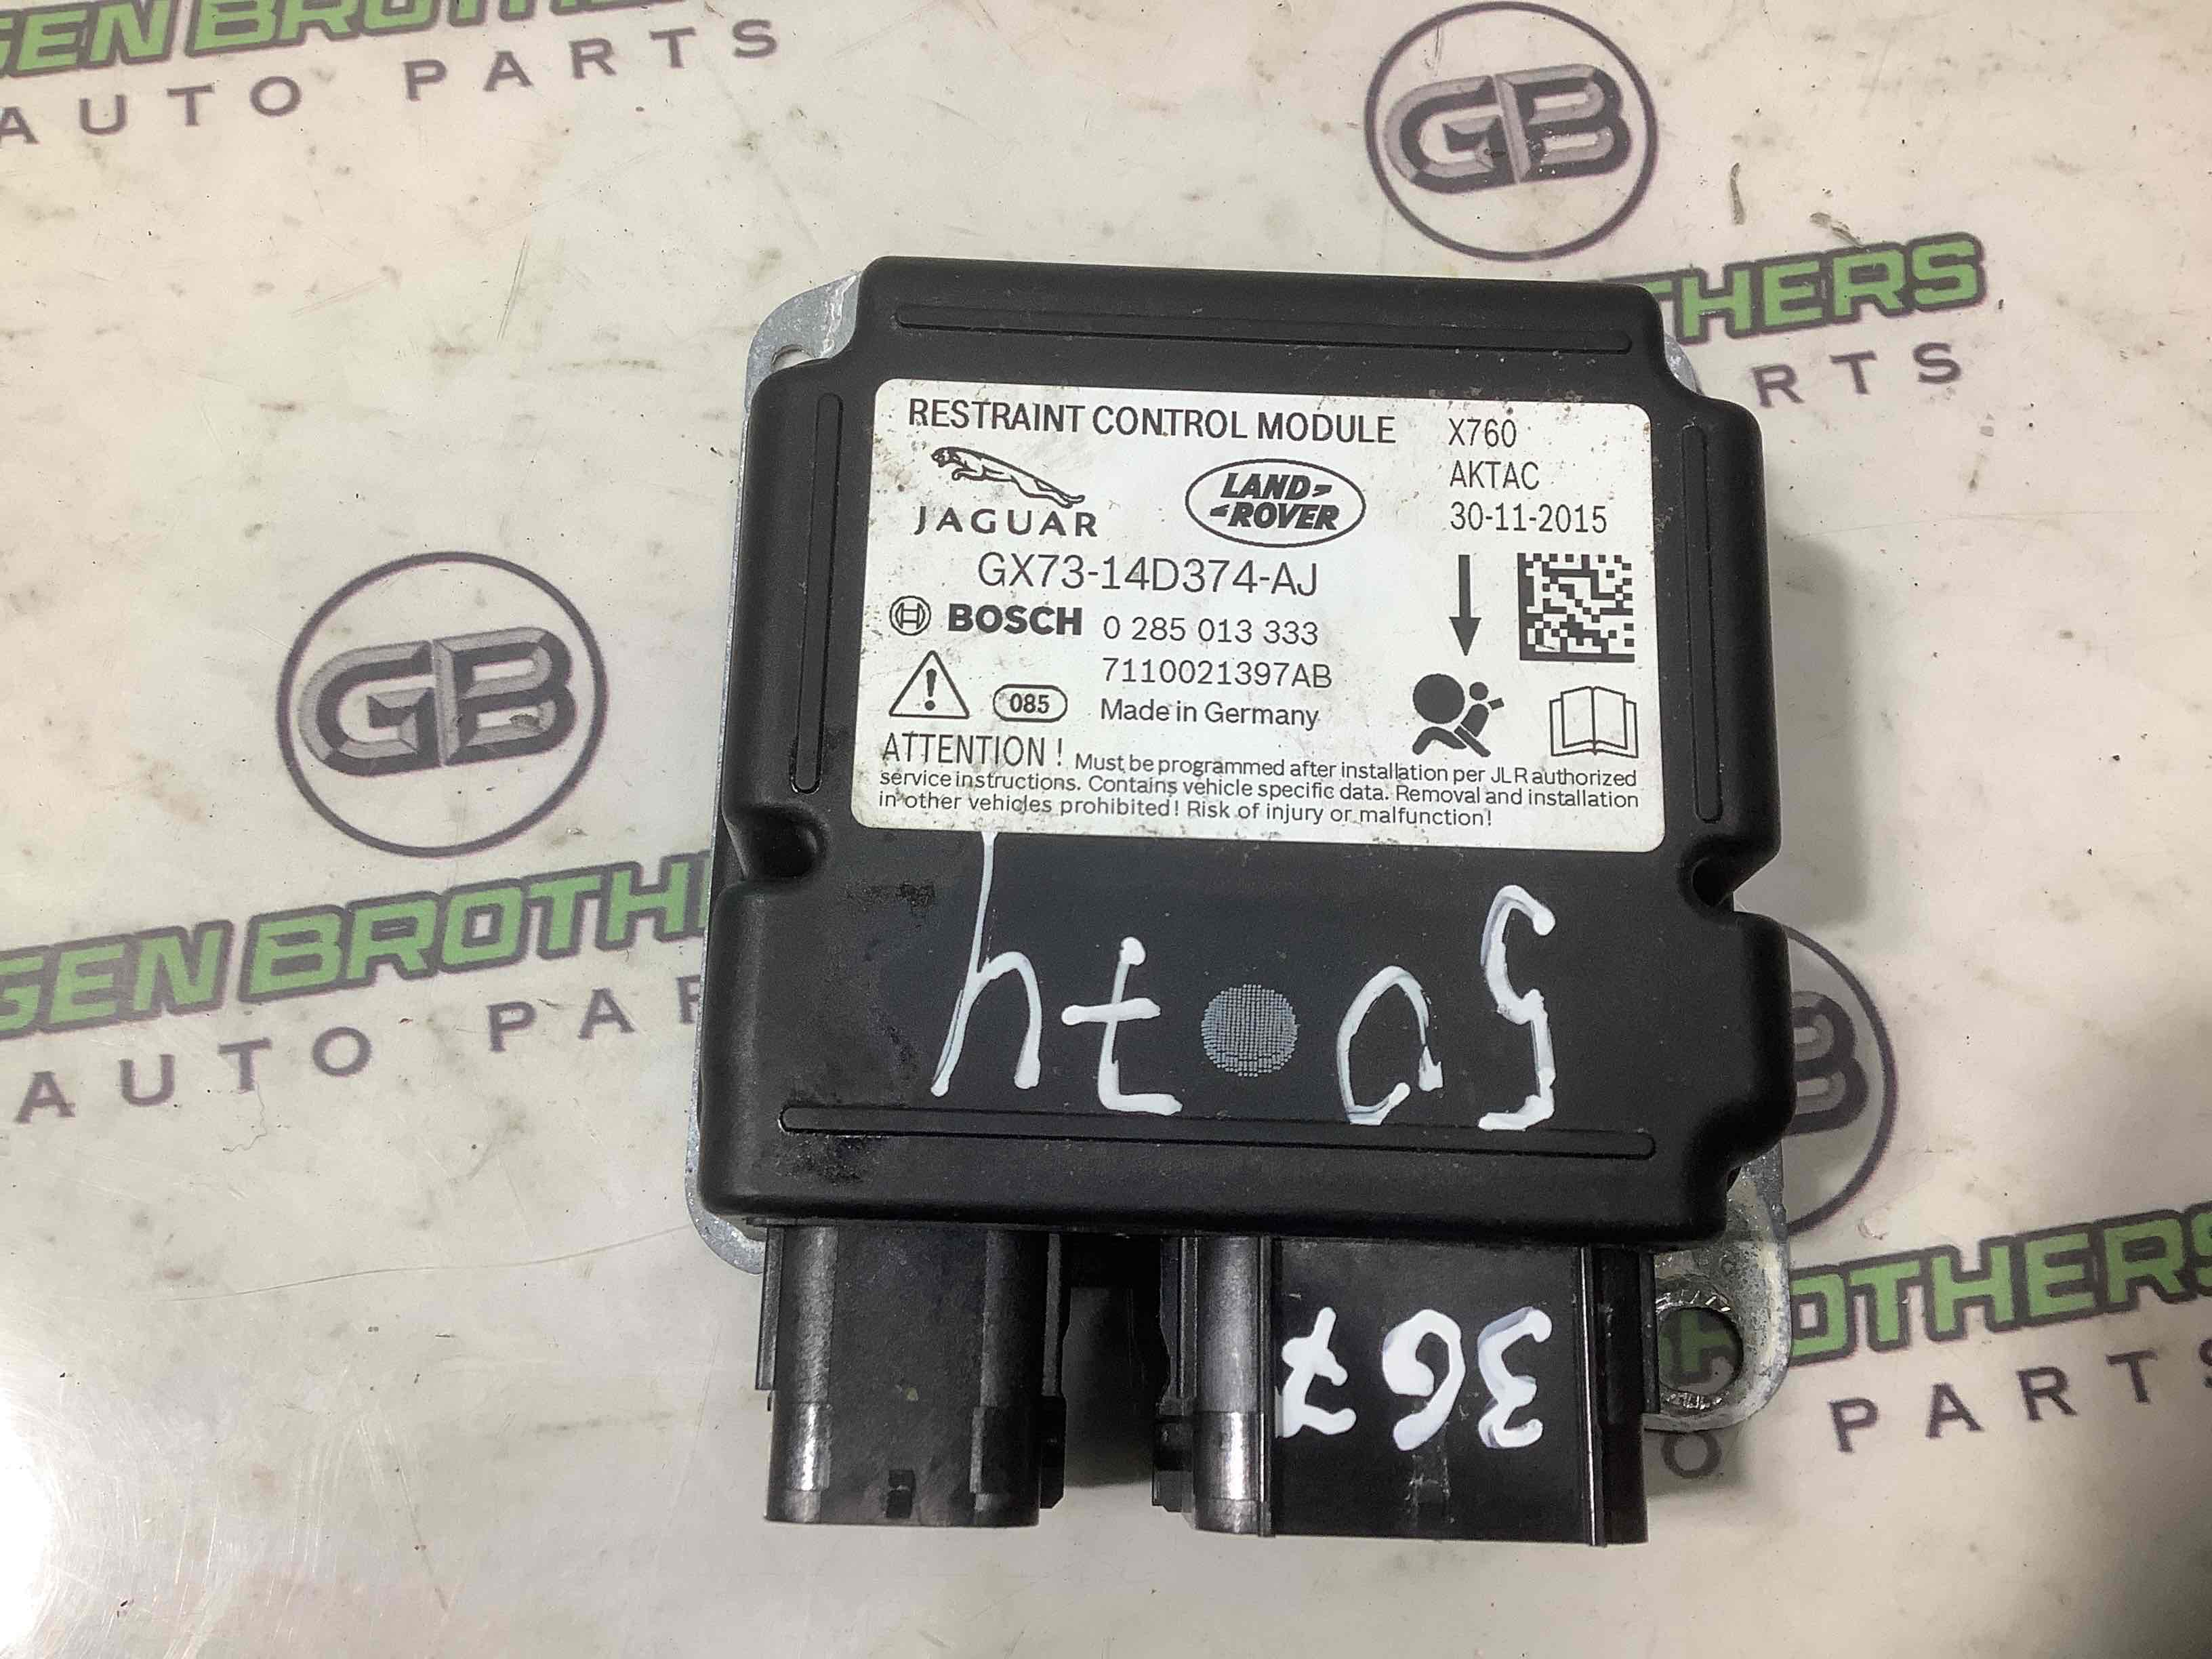 GEN BROTHERS
AUTO PARTS
GB
THERS
RTS
RESTRAINT CONTROL MODULE
X760
JAGUAR
LAND-
-ROVER
AKTAC
30-11-2015
GX73-14D374-AJ
BOSCH 0 285 013 333
7110021397AB
085
Made in Germany
ATTENTION ! Must be programmed after installation per JLR authorized
service instructions. Contains vehicle specific data. Removal and installation
in other vehicles prohibited! Risk of injury or malfunction!
GB
GEN BROTH
AUTO PAR
367
OTHERS
O PARTS